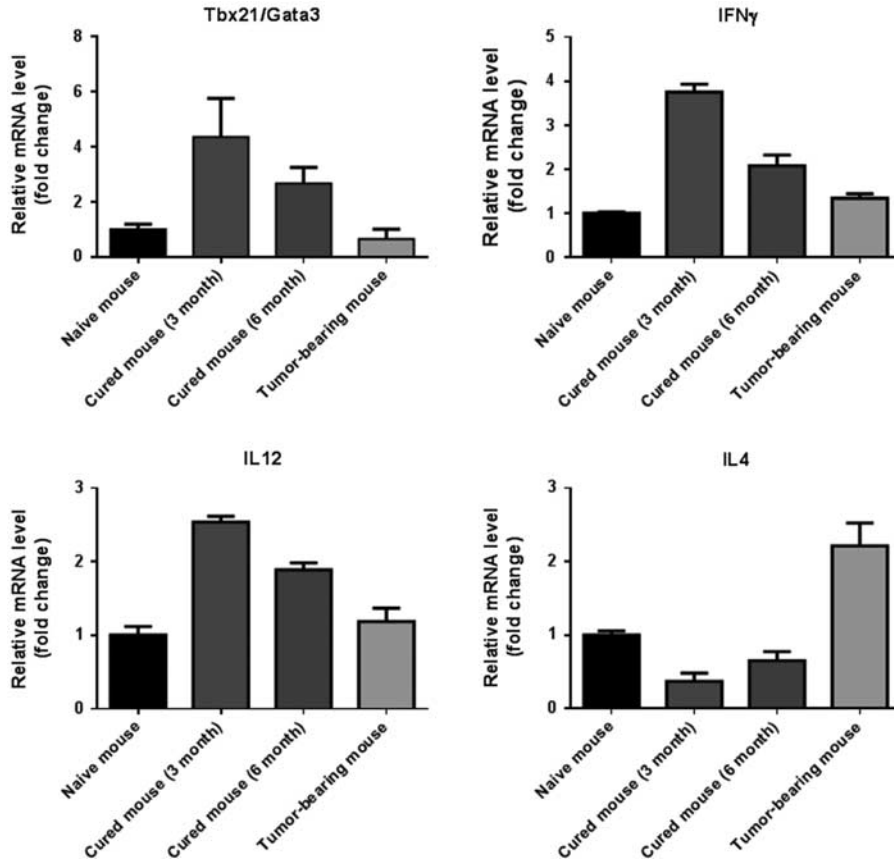 Tbx21/Gata3
Relative mRNA level
(fold change)
8
6
4
2
0
Naive mouse
Cured mouse (3 month)
Cured mouse (6 month)
Tumor-bearing mouse
IFNγ
Relative mRNA level
(fold change)
5
4
3
2
1
0
Naive mouse
Cured mouse (3 month)
Cured mouse (6 month)
Tumor-bearing mouse
IL12
Relative mRNA level
(fold change)
3
2
1
0
Naive mouse
Cured mouse (3 month)
Cured mouse (6 month)
Tumor-bearing mouse
IL4
Relative mRNA level
(fold change)
3
2
1
0
Naive mouse
Cured mouse (3 month)
Cured mouse (6 month)
Tumor-bearing mouse